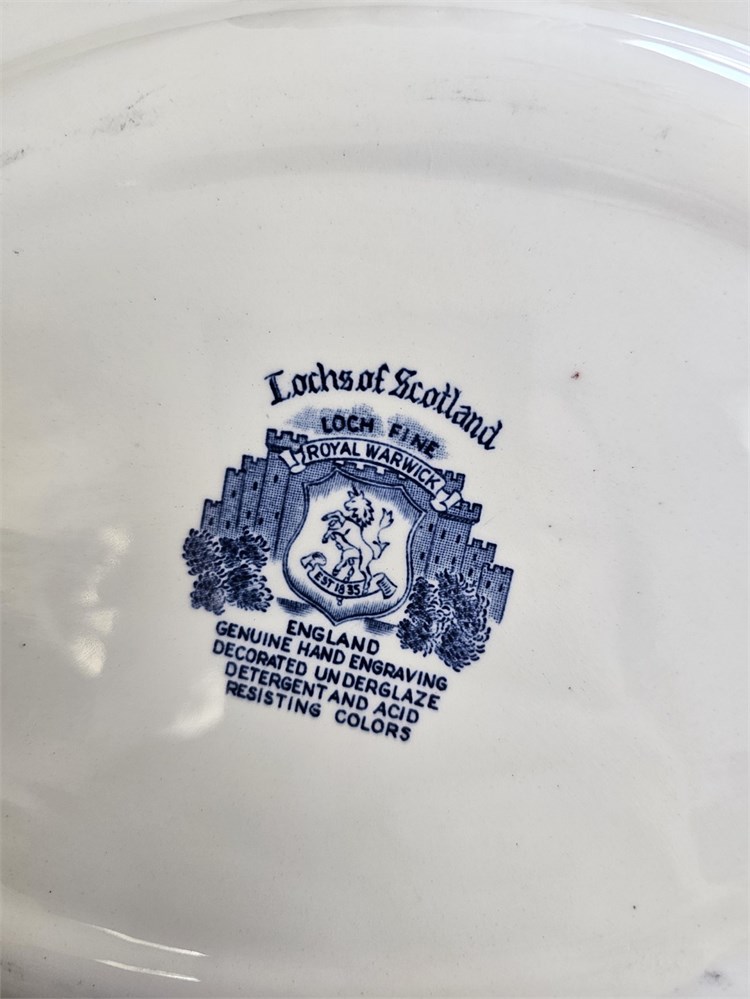 Lochs of Scotland
LOCH FINE
ROYAL WARWICK
EST 1835
ENGLAND
GENUINE HAND ENGRAVING
DECORATED UNDERGLAZE
DETERGENT AND ACID
RESISTING COLORS